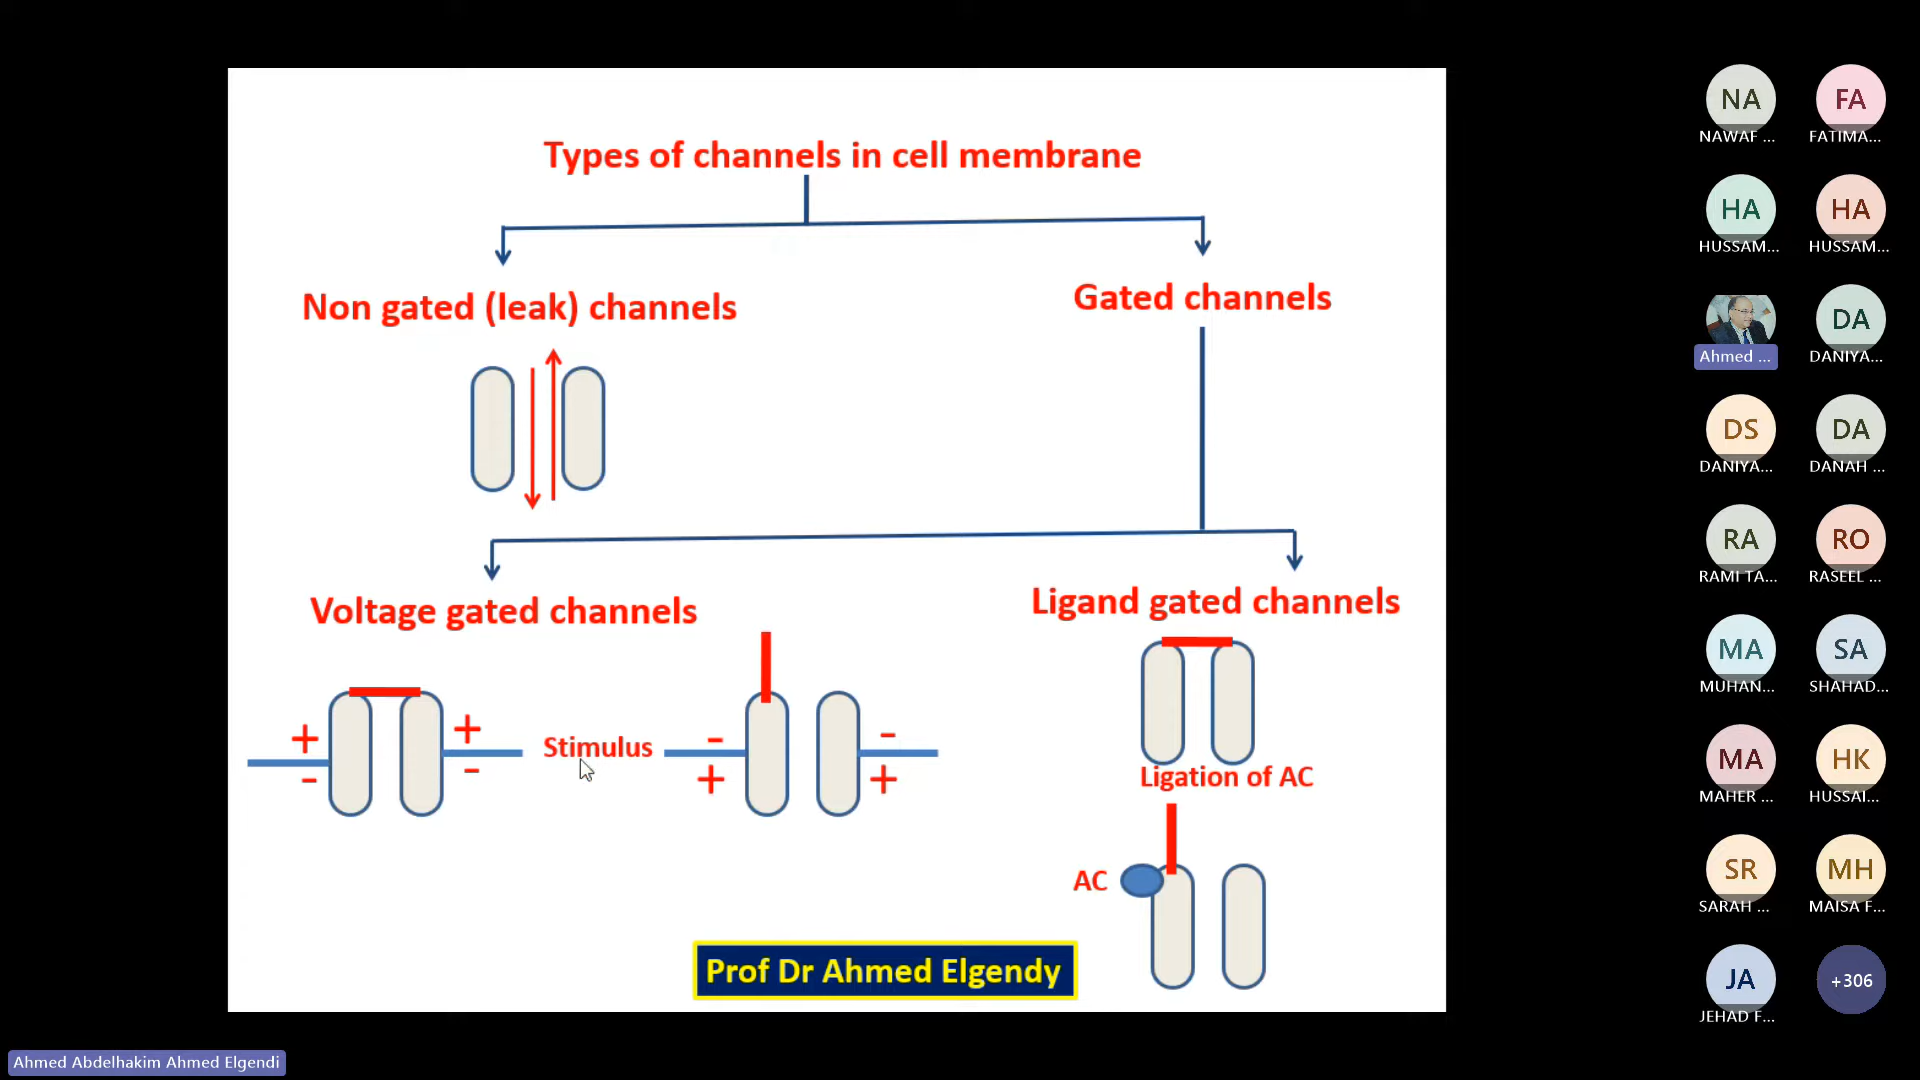 Types of channels in cell membrane
Non gated (leak) channels
Gated channels
Voltage gated channels
Ligand gated channels
+
-
+
-
Stimulus
-
+
-
+
Ligation of AC
AC
Prof Dr Ahmed Elgendy
NA
NAWAF ...
FA
FATIMA...
HA
HUSSAM...
HA
HUSSAM...
Ahmed ...
DA
DANIYA...
DS
DANIYA...
DA
DANAH ...
RA
RAMI TA...
RO
RASEEL ...
MA
MUHAN...
SA
SHAHAD...
MA
MAHER ...
HK
HUSSAI...
SR
SARAH ...
MH
MAISA F...
JA
JEHAD F...
+306
Ahmed Abdelhakim Ahmed Elgendi